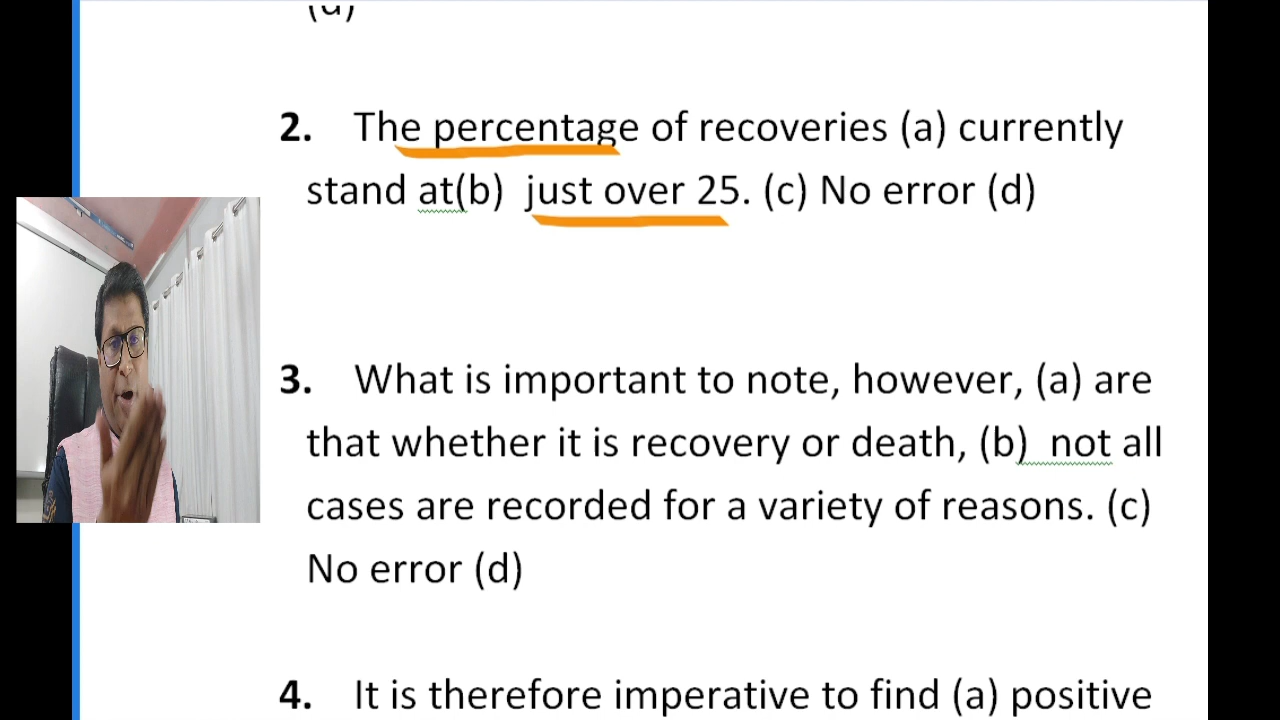 2. The percentage of recoveries (a) currently
stand at(b) just over 25. (c) No error (d)
3. What is important to note, however, (a) are
that whether it is recovery or death, (b) not all
cases are recorded for a variety of reasons. (c)
No error (d)
4. It is therefore imperative to find (a) positive